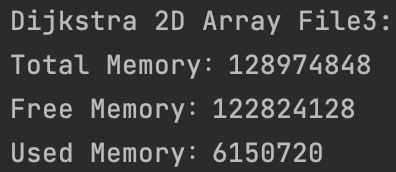 Dijkstra 2D Array File3:
Total Memory: 128974848
Free Memory: 122824128
Used Memory: 6150720